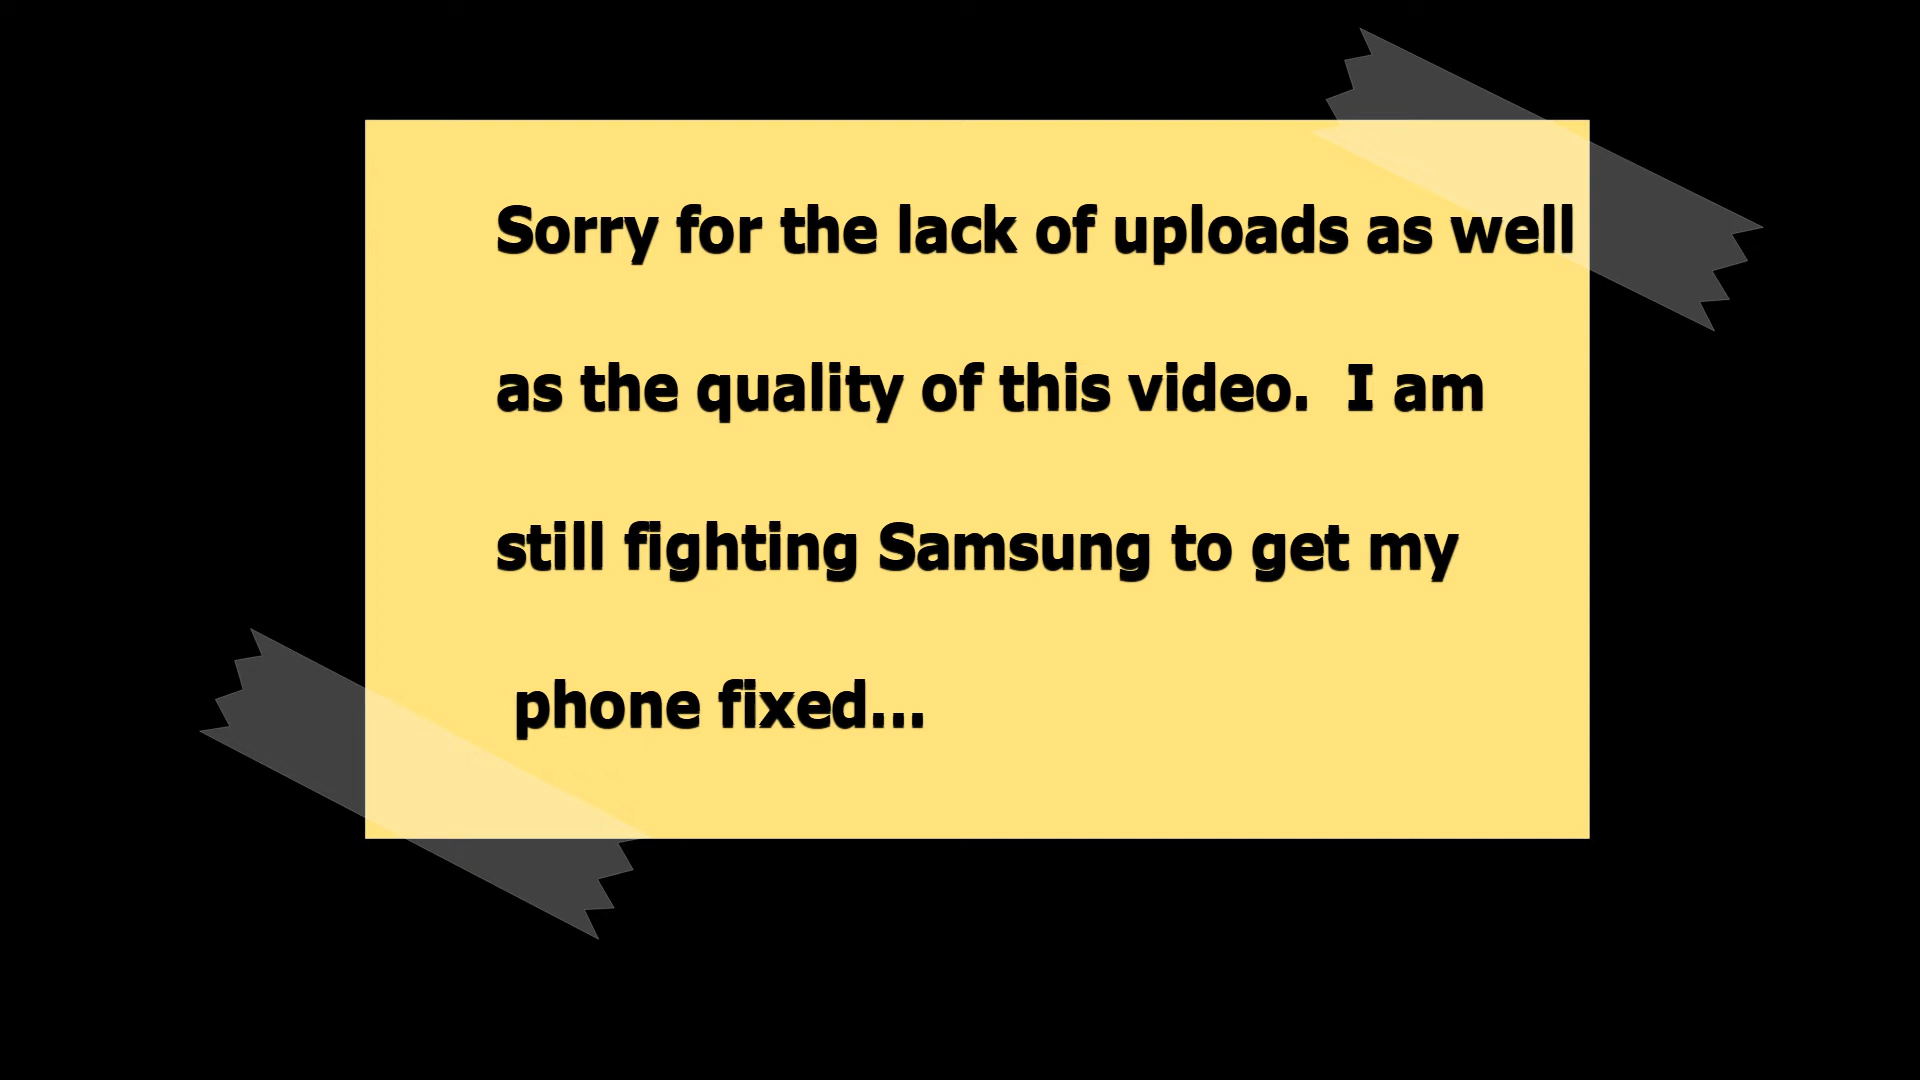 Sorry for the lack of uploads as well
as the quality of this video.  I am
still fighting Samsung to get my
phone fixed...